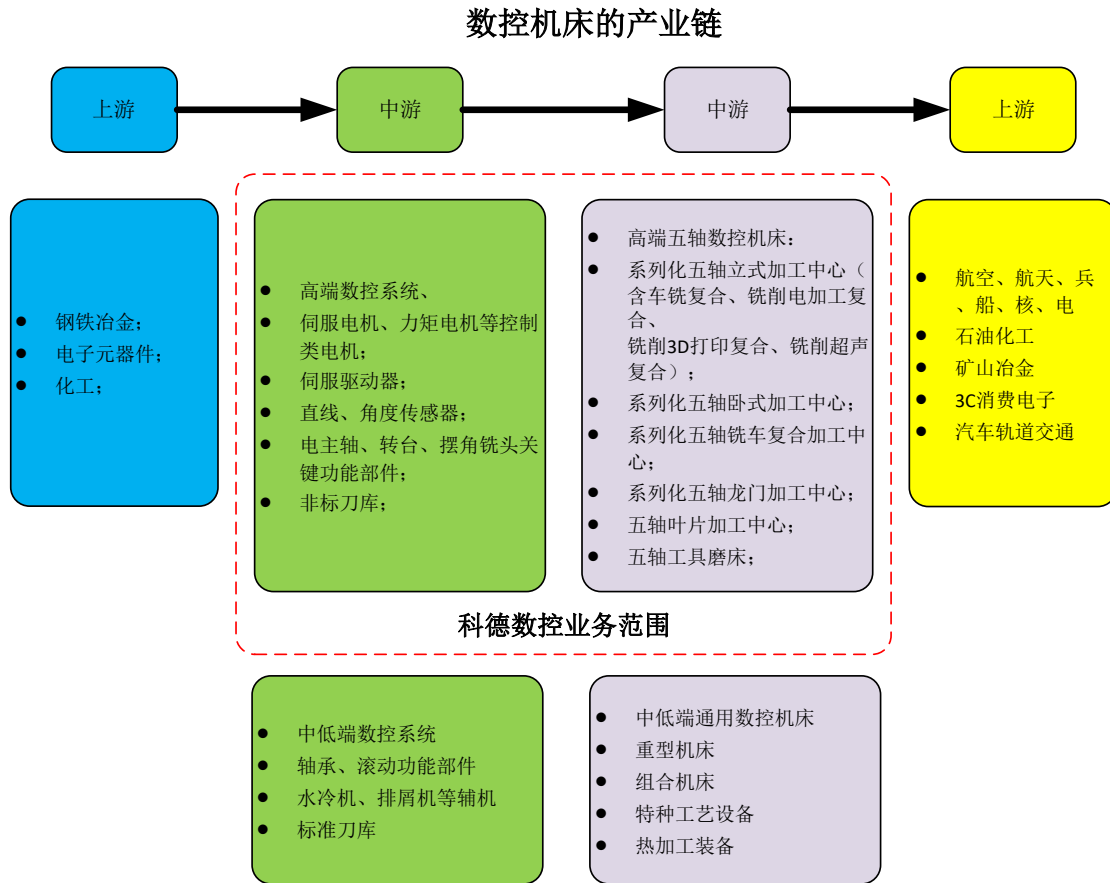 数控机床的产业链
上游
中游
中游
上游
钢铁冶金;
电子元器件;
化工;
高端数控系统、
伺服电机、力矩电机等控制
类电机;
伺服驱动器;
直线、角度传感器;
电主轴、转台、摆角铣头关
键功能部件;
非标刀库;
高端五轴数控机床:
系列化五轴立式加工中心（
含车铣复合、铣削电加工复
合、
铣削3D打印复合、铣削超声
复合）;
系列化五轴卧式加工中心;
系列化五轴铣车复合加工中
心;
系列化五轴龙门加工中心;
五轴叶片加工中心;
五轴工具磨床;
航空、航天、兵
、船、核、电
石油化工
矿山冶金
3C消费电子
汽车轨道交通
科德数控业务范围
中低端数控系统
轴承、滚动功能部件
水冷机、排屑机等辅机
标准刀库
中低端通用数控机床
重型机床
组合机床
特种工艺设备
热加工装备